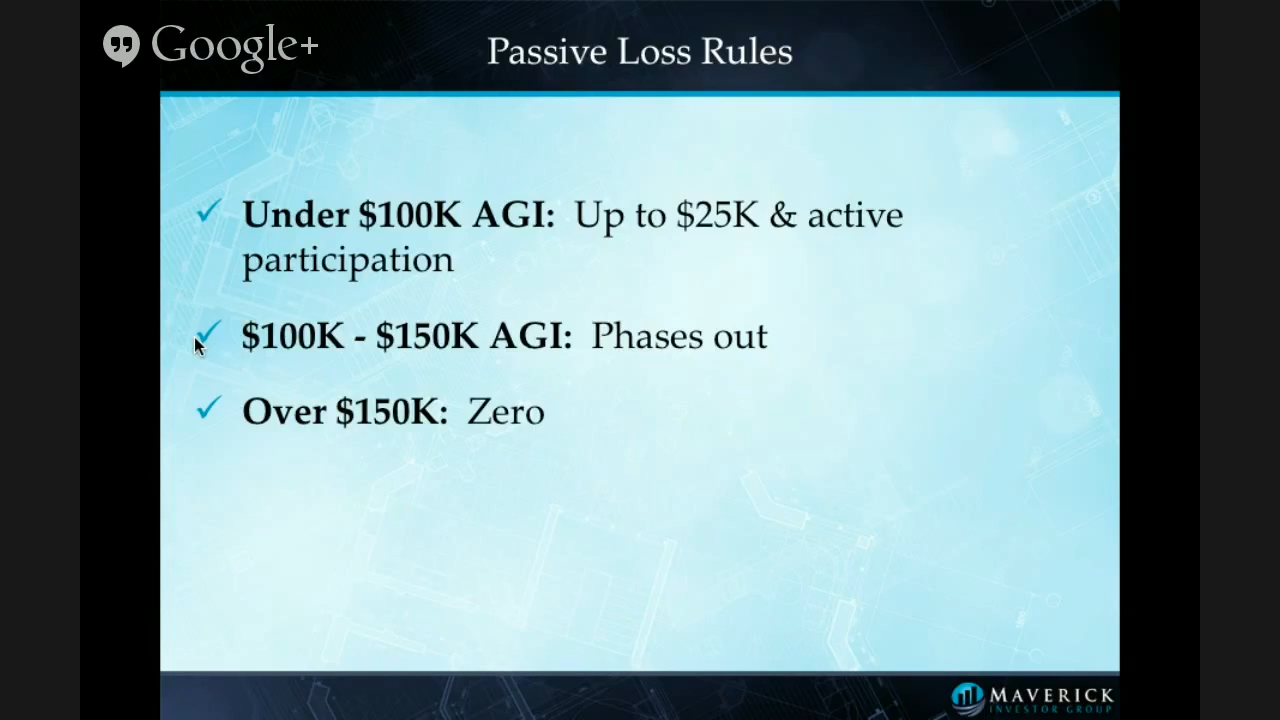 Google+
Passive Loss Rules
Under $100K AGI: Up to $25K & active
participation
$100K - $150K AGI: Phases out
Over $150K: Zero
MAVERICK
INVESTOR GROUP